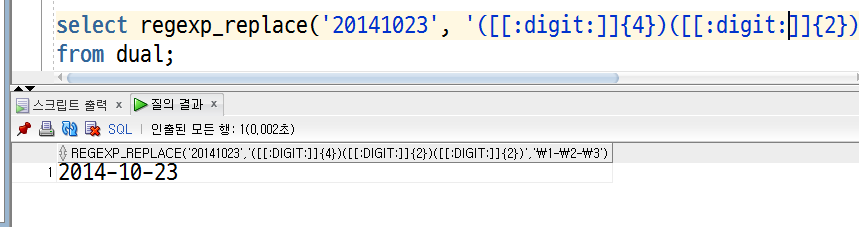 select regexp_replace('20141023', '([[:digit:]]{4})([[:digit:]]{2})
from dual;
스크립트 출력 x 질의 결과 x
SQL | 인출된 모든 행: 1(0,002초)
REGEXP_REPLACE('20141023','([[:DIGIT:]]{4})([[:DIGIT:]]{2})([[:DIGIT:]]{2})','₩1-₩2-₩3')
1 2014-10-23